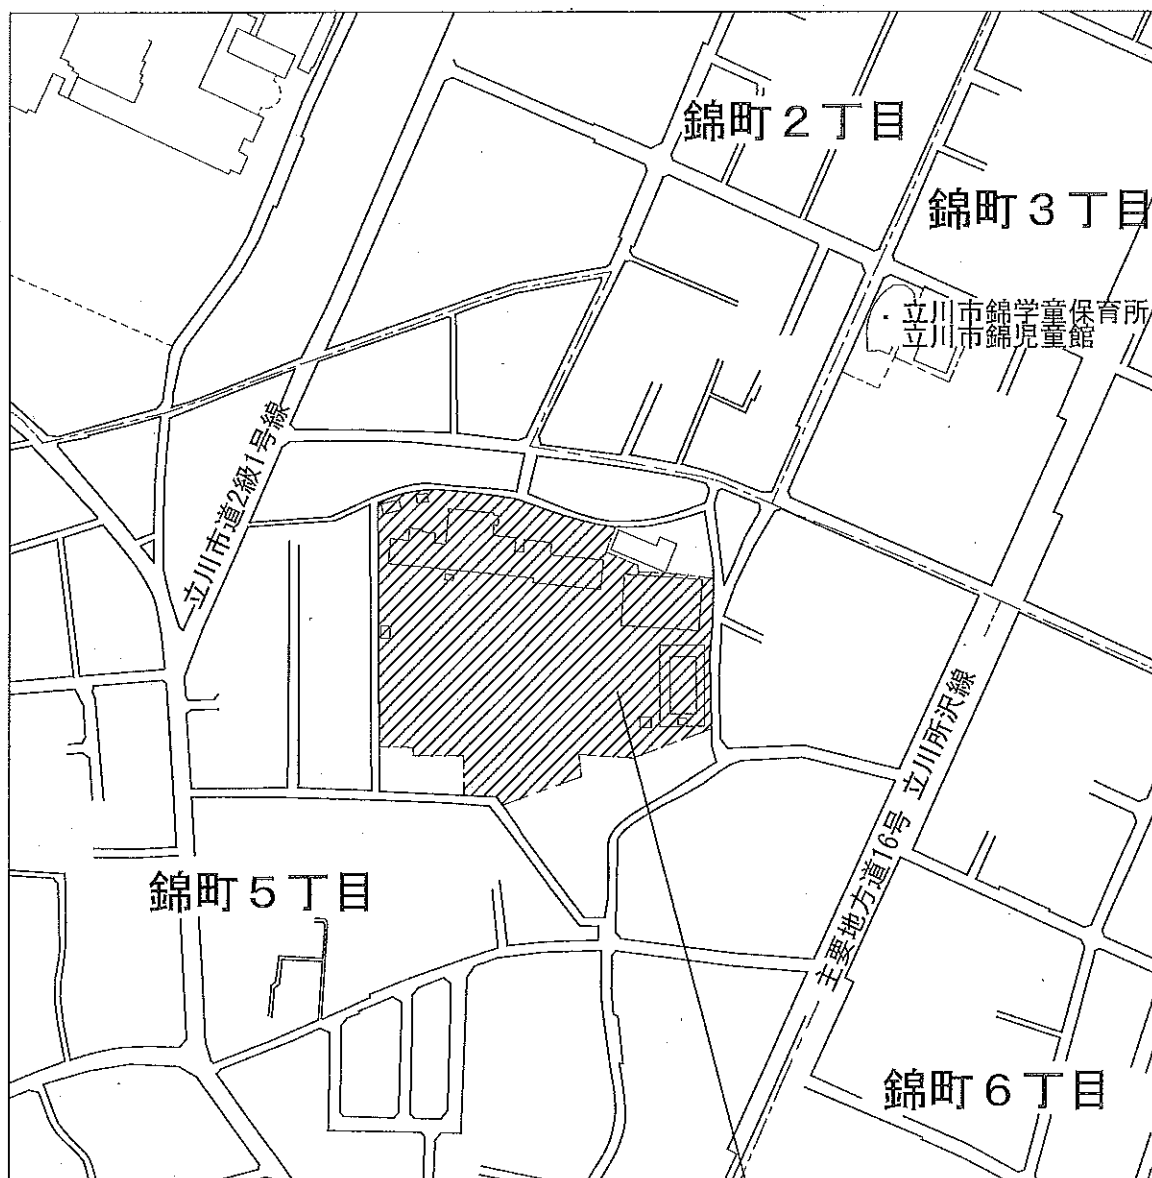 錦町２丁目
錦町３丁目
立川市錦学童保育所
立川市錦児童館
立川市道2級1号線
主要地方道16号 立川所沢線
錦町５丁目
錦町６丁目